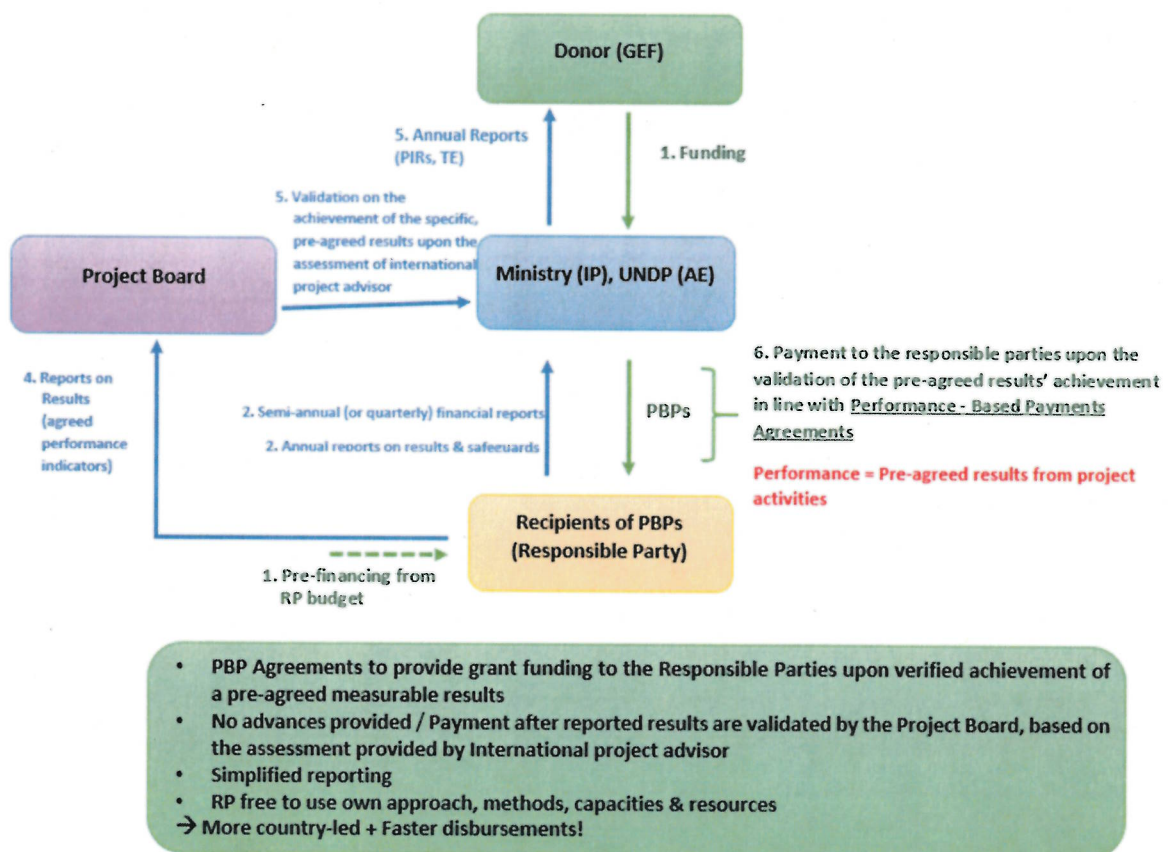 Donor (GEF)
5. Annual Reports
(PIRs, TE)
1. Funding
5. Validation on the
achievement of the specific,
pre-agreed results upon the
assessment of international
project advisor
Project Board
Ministry (IP), UNDP (AE)
4. Reports on
Results
(agreed
performance
indicators)
2. Semi-annual (or quarterly) financial reports
2. Annual reports on results & safeguards
PBPs
6. Payment to the responsible parties upon the
validation of the pre-agreed results' achievement
in line with Performance - Based Payments
Agreements
Performance = Pre-agreed results from project
activities
Recipients of PBPs
(Responsible Party)
1. Pre-financing from
RP budget
• PBP Agreements to provide grant funding to the Responsible Parties upon verified achievement of
a pre-agreed measurable results
• No advances provided / Payment after reported results are validated by the Project Board, based on
the assessment provided by International project advisor
• Simplified reporting
• RP free to use own approach, methods, capacities & resources
→ More country-led + Faster disbursements!